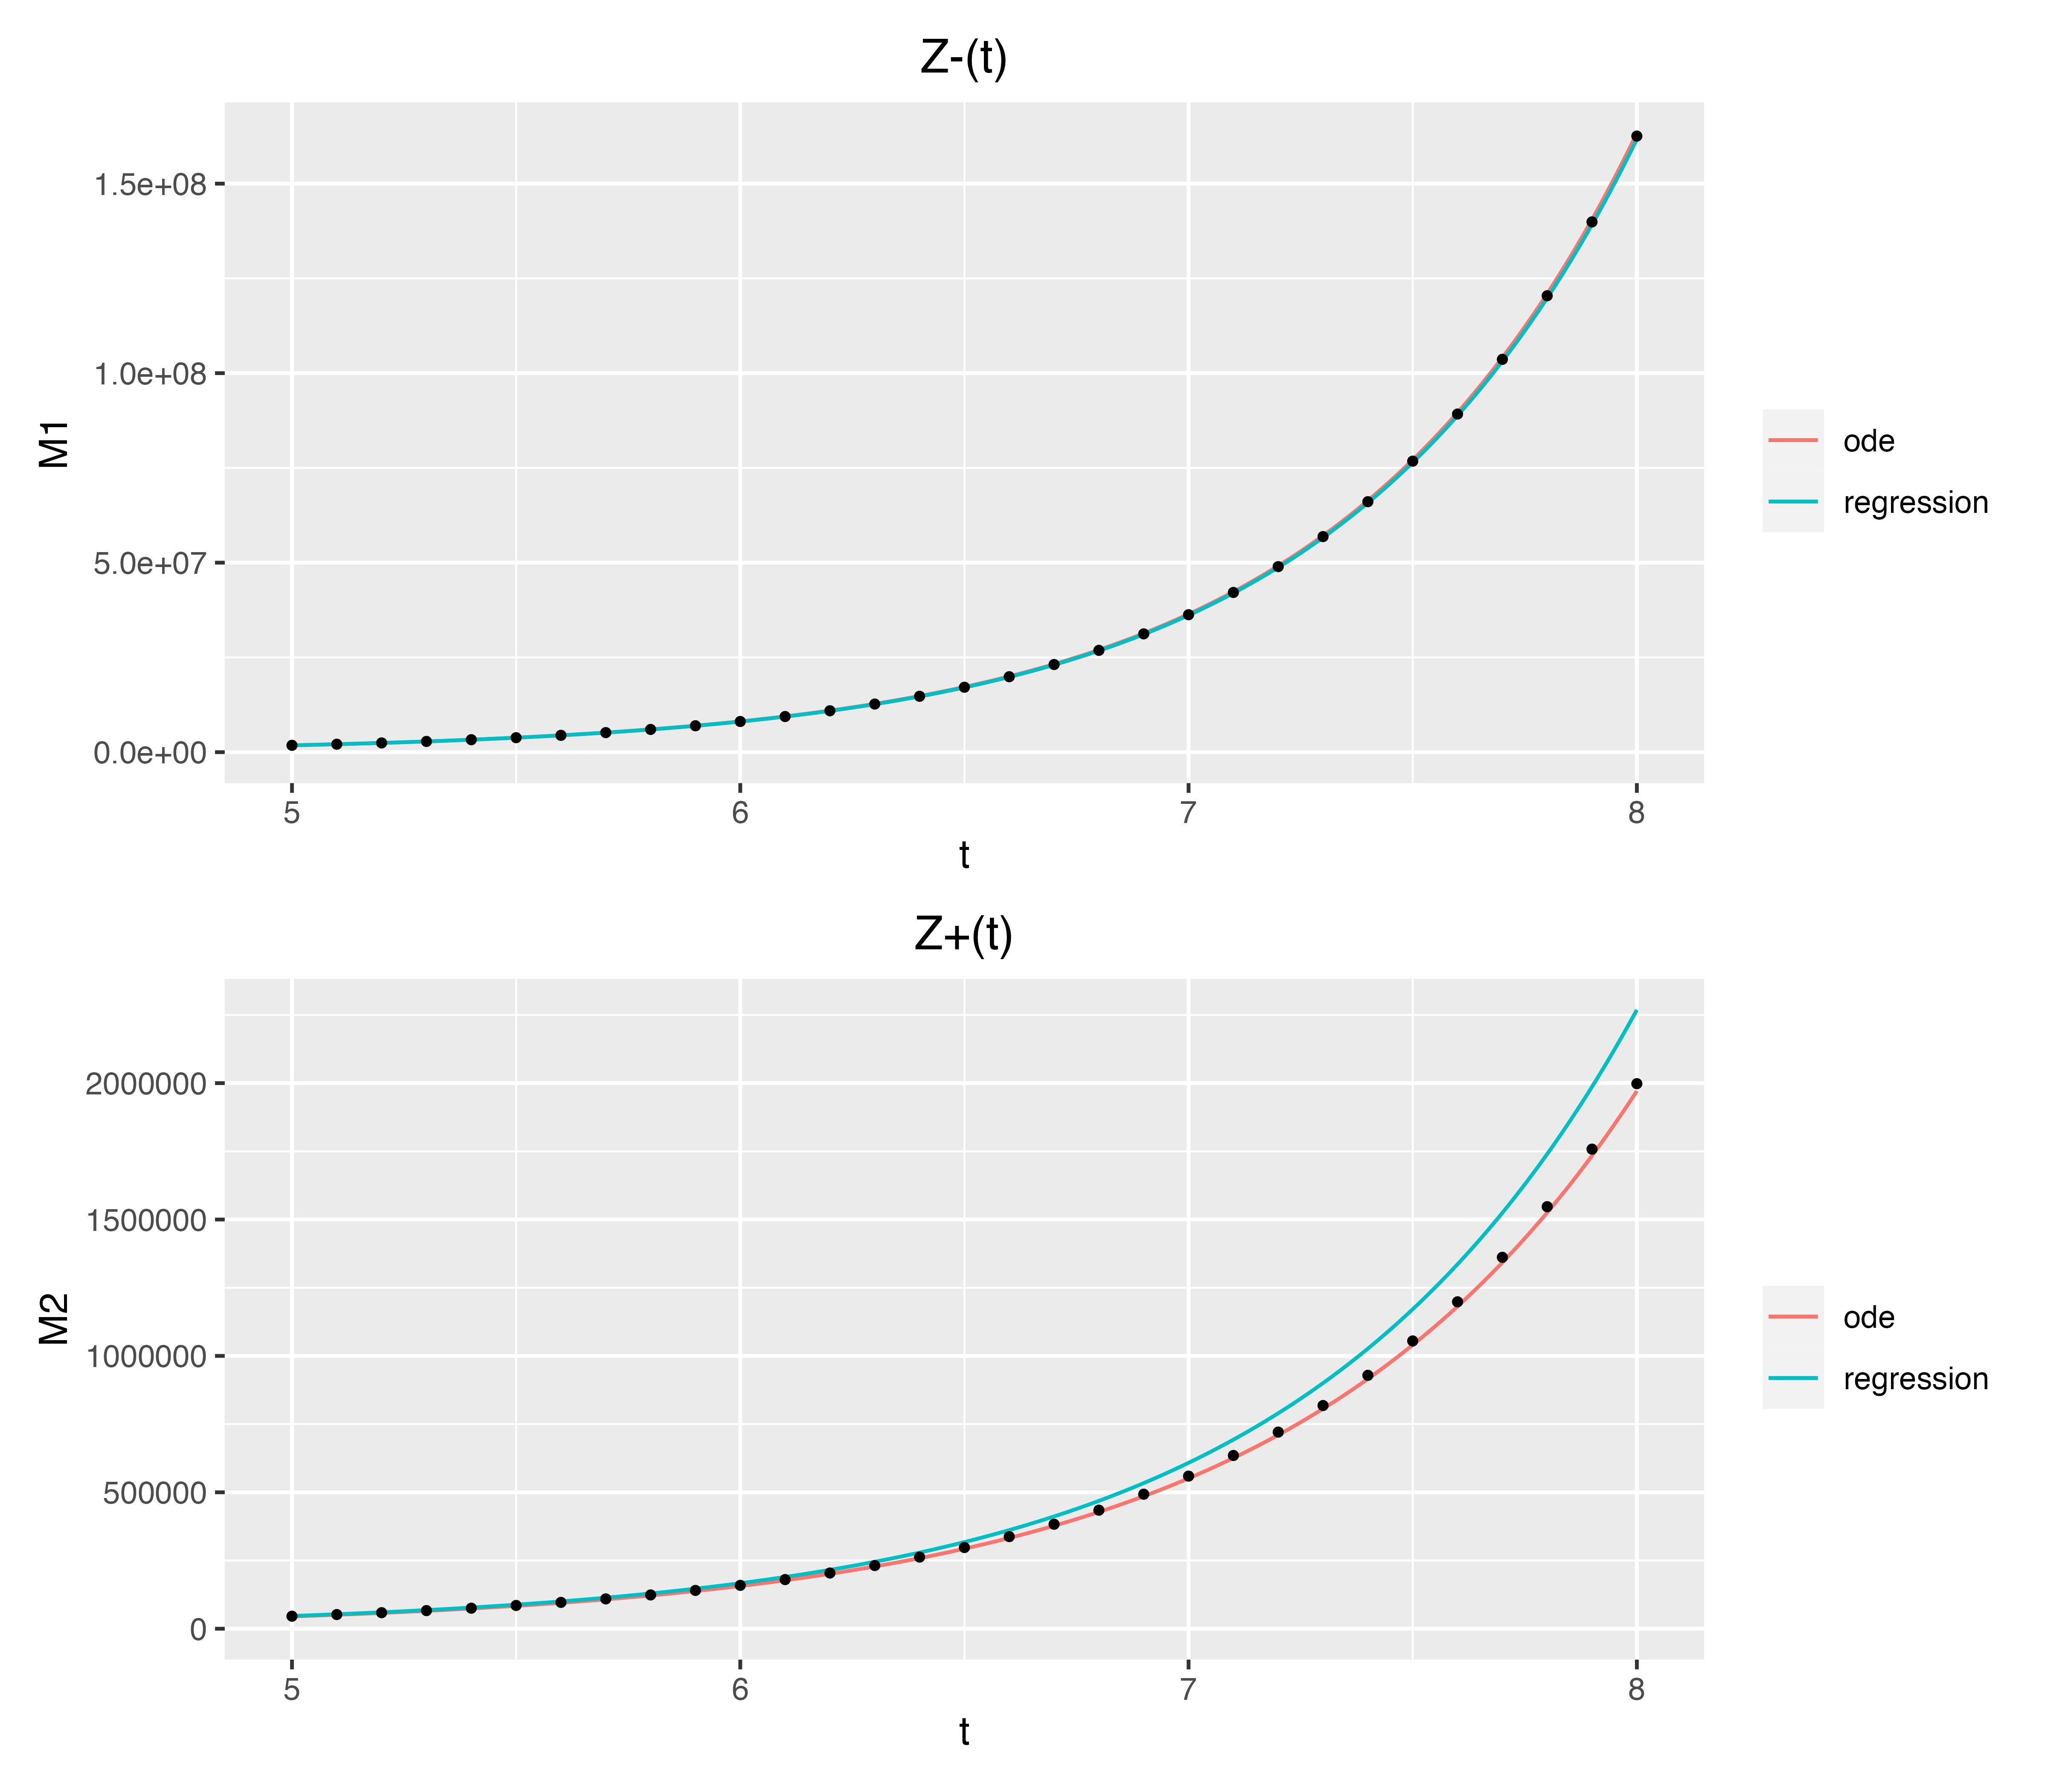 Z-(t)
M1
1.5e+08
1.0e+08
5.0e+07
0.0e+00
5 6 7 8
t
ode
regression
Z+(t)
M2
2000000
1500000
1000000
500000
0
5 6 7 8
t
ode
regression